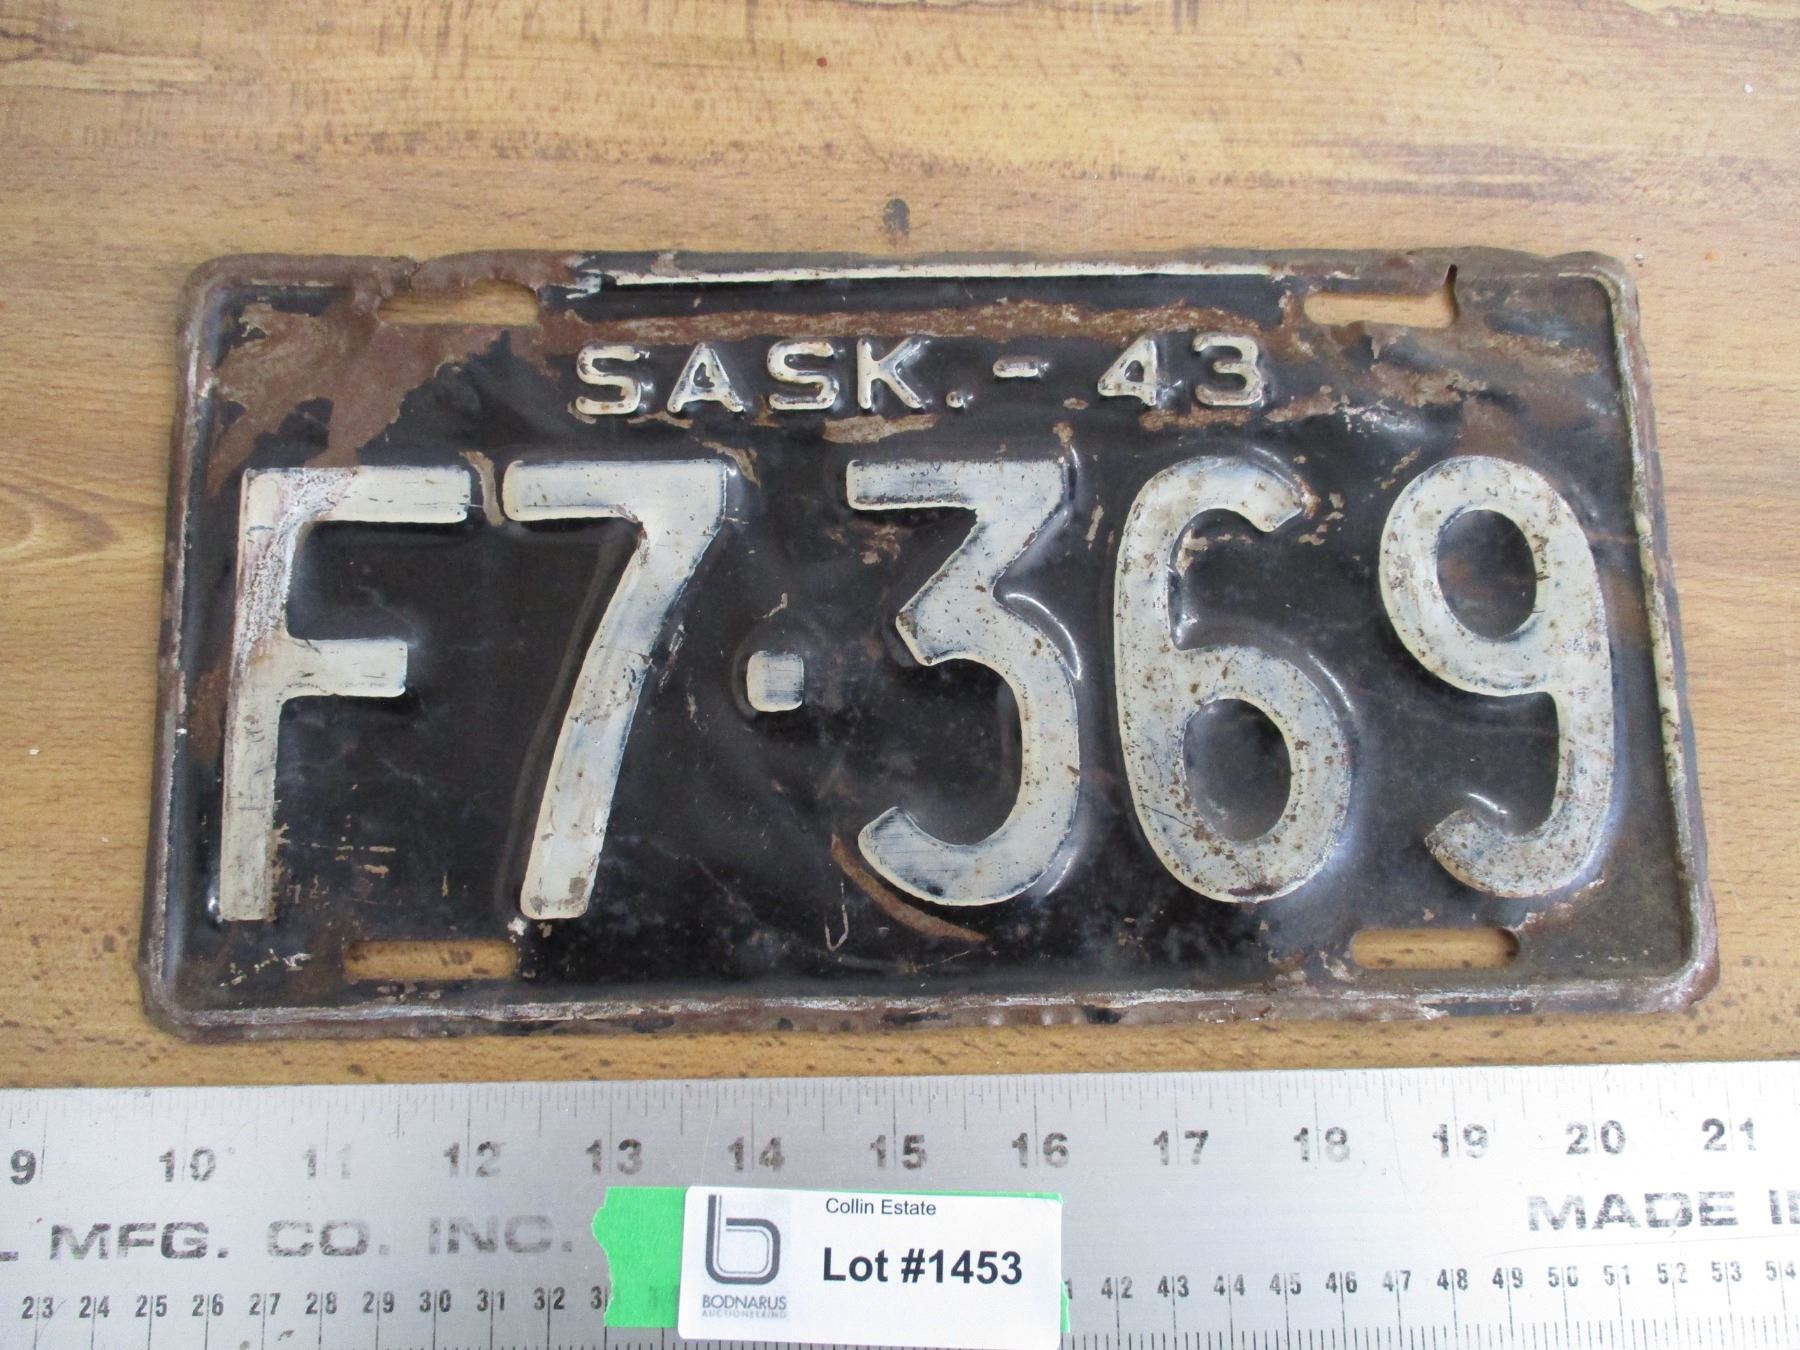 SASK. - 43
F7·369
9 10 11 12 13 14 15 16 17 18 19 20 21
MFG. CO. INC.
MADE
Collin Estate
Lot #1453
BODNARUS
AUCTIONEERING
23 24 25 26 27 28 29 30 31 32 42 43 44 45 46 47 48 49 50 51 52 53 54